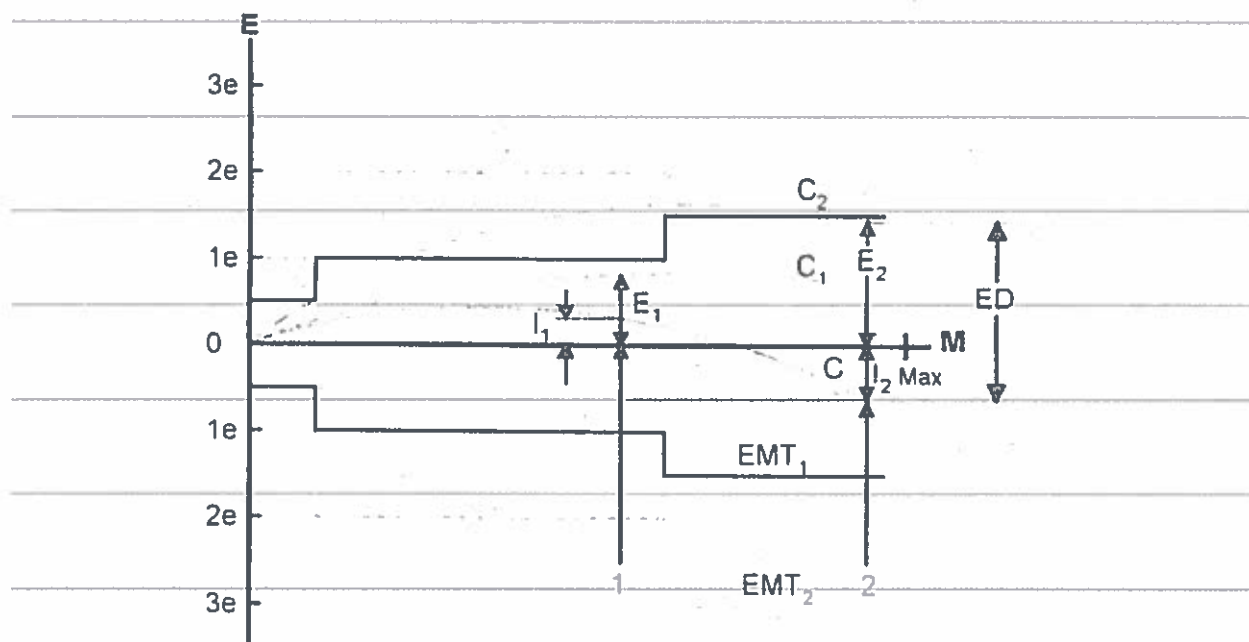 E
3e
2e
C₂
1e
C₁ E₂
E₁ ED
I₁
0 M
C I₂ Max
1e
EMT₁
2e
1 EMT₂ 2
3e